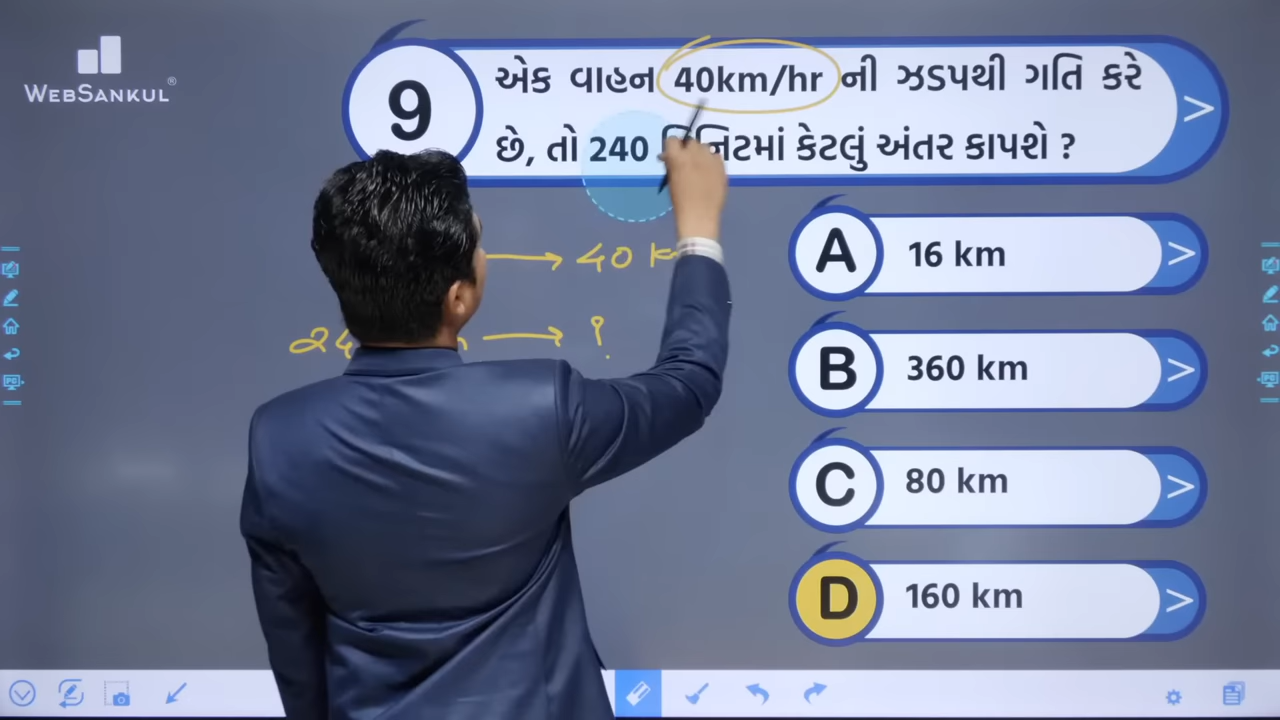 WEBSANKUL®
9
એક વાહન 40km/hr ની ઝડપથી ગતિ કરે
છે, તો 240 મિનિટમાં કેટલું અંતર કાપશે ?
→ 40
→ ?
A 16 km
B 360 km
C 80 km
D 160 km